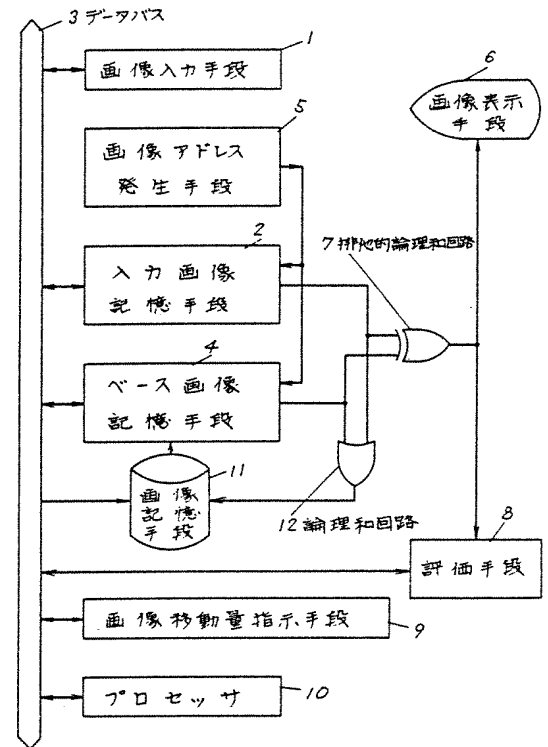 3 データバス
1
画像入力手段
5
画像アドレス
発生手段
6
画像表示
手段
2
入力画像
記憶手段
7 排他的論理和回路
4
ベース画像
記憶手段
11
画像
記憶
手段
12 論理和回路
8
評価手段
画像移動量指示手段
9
プロセッサ
10